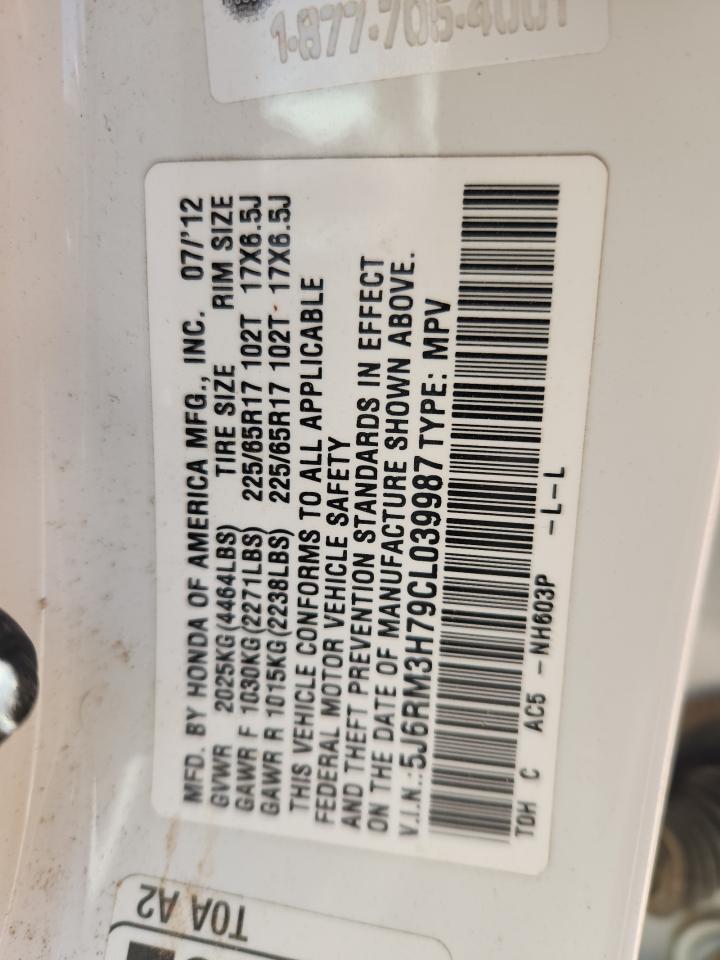 1-877-705-4001
MFD. BY HONDA OF AMERICA MFG., INC. 07/'12
GVWR 2025KG(4464LBS) TIRE SIZE RIM SIZE
GAWR F 1030KG(2271LBS) 225/65R17 102T 17X6.5J
GAWR R 1015KG(2238LBS) 225/65R17 102T 17X6.5J
THIS VEHICLE CONFORMS TO ALL APPLICABLE
FEDERAL MOTOR VEHICLE SAFETY
AND THEFT PREVENTION STANDARDS IN EFFECT
ON THE DATE OF MANUFACTURE SHOWN ABOVE.
V.I.N.:5J6RM3H79CL039987 TYPE: MPV
TDH C AC5 -NH603P -L-L
T0A A2